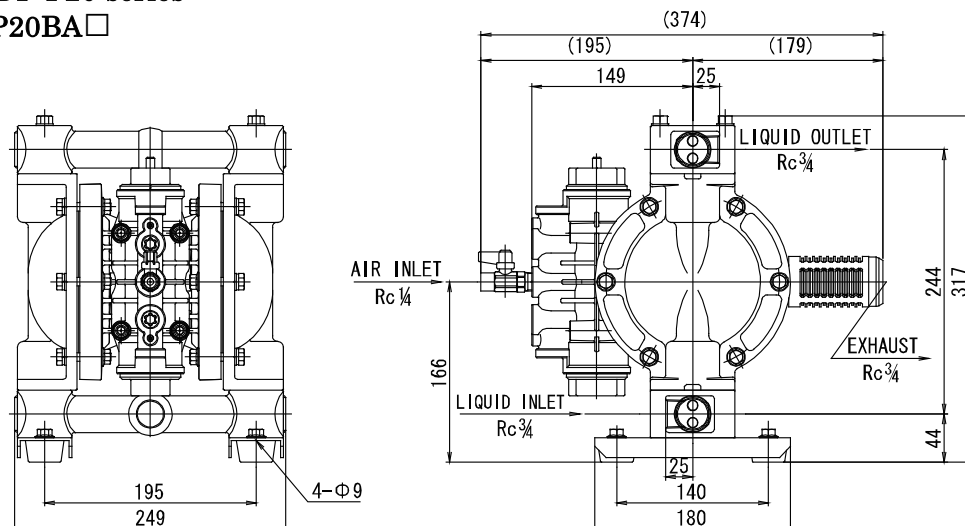 P20BA□
(374)
(195)
(179)
149
25
LIQUID OUTLET
Rc¾
AIR INLET
Rc¼
244
317
EXHAUST
Rc¾
166
LIQUID INLET
Rc¾
44
25
195
4-Φ9
140
249
180